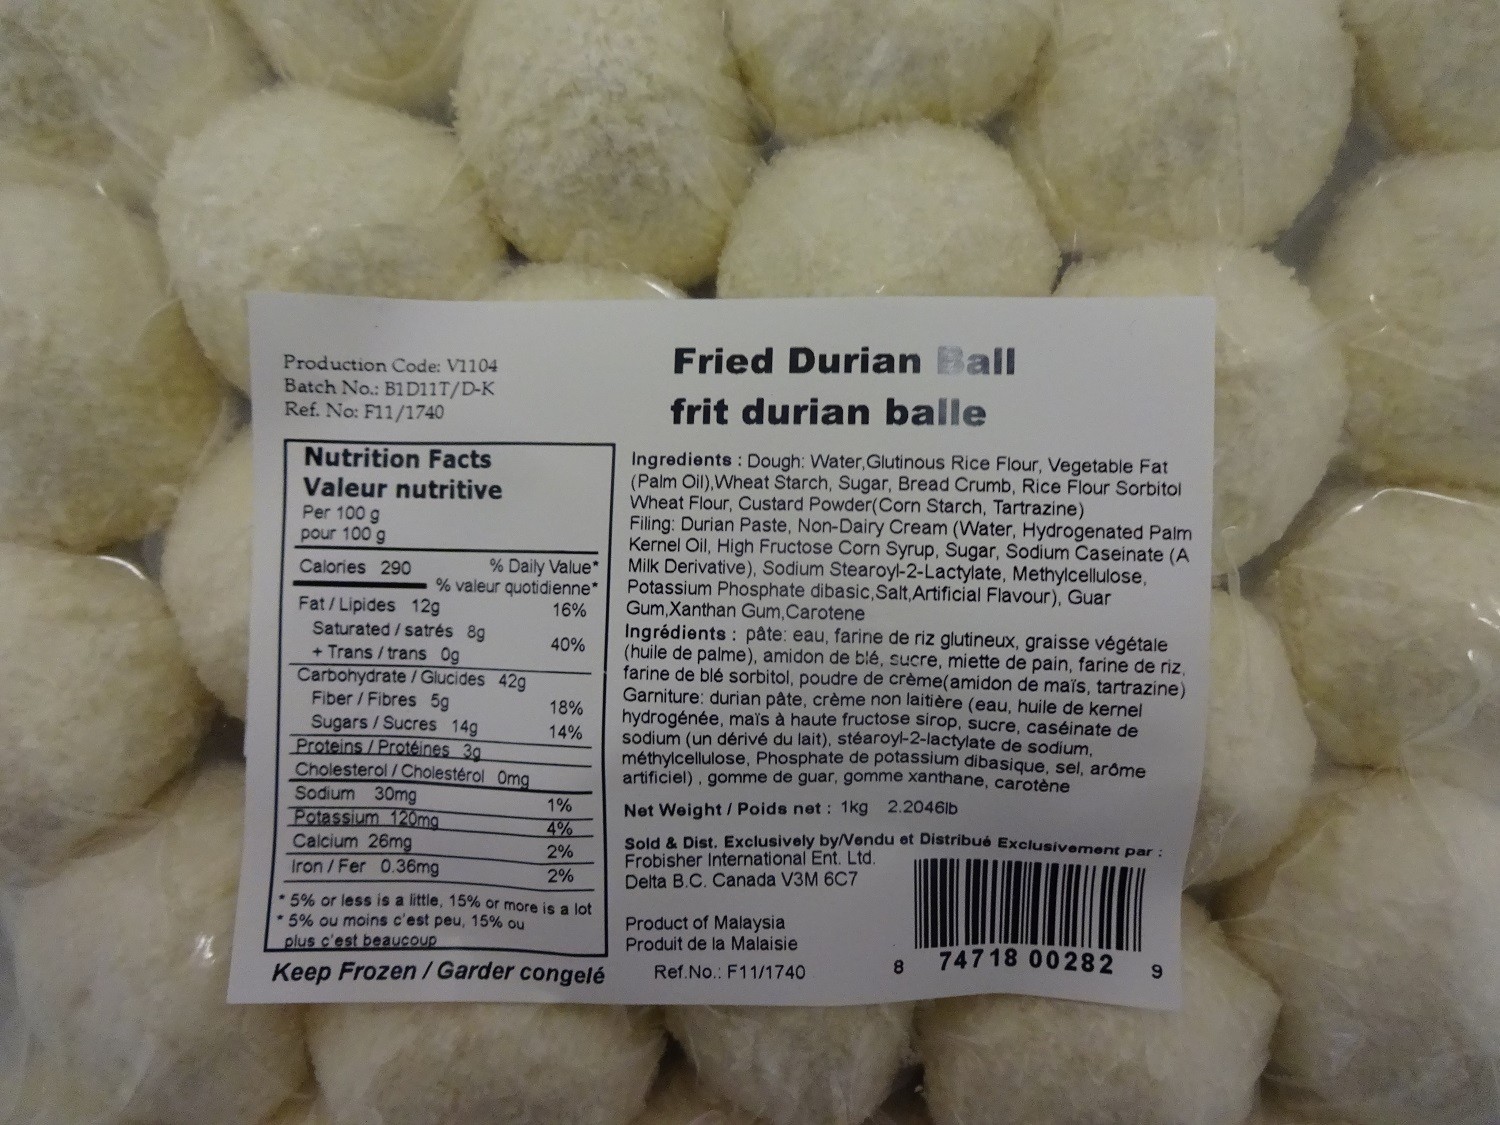 Production Code: V1104
Batch No.: B1D11T/D-K
Ref. No: F11/1740
Nutrition Facts
Valeur nutritive
Per 100 g
pour 100 g
Calories 290 % Daily Value*
% valeur quotidienne*
Fat / Lipides 12g 16%
Saturated / satrés 8g 40%
+ Trans / trans 0g
Carbohydrate / Glucides 42g
Fiber / Fibres 5g 18%
Sugars / Sucres 14g 14%
Proteins / Protéines 3g
Cholesterol / Cholestérol 0mg
Sodium 30mg 1%
Potassium 120mg 4%
Calcium 26mg 2%
Iron / Fer 0.36mg 2%
* 5% or less is a little, 15% or more is a lot
* 5% ou moins c'est peu, 15% ou
plus c'est beaucoup
Keep Frozen / Garder congelé
Fried Durian Ball
frit durian balle
Ingredients : Dough: Water,Glutinous Rice Flour, Vegetable Fat
(Palm Oil),Wheat Starch, Sugar, Bread Crumb, Rice Flour Sorbitol
Wheat Flour, Custard Powder(Corn Starch, Tartrazine)
Filing: Durian Paste, Non-Dairy Cream (Water, Hydrogenated Palm
Kernel Oil, High Fructose Corn Syrup, Sugar, Sodium Caseinate (A
Milk Derivative), Sodium Stearoyl-2-Lactylate, Methylcellulose,
Potassium Phosphate dibasic,Salt,Artificial Flavour), Guar
Gum,Xanthan Gum,Carotene
Ingrédients : pâte: eau, farine de riz glutineux, graisse végétale
(huile de palme), amidon de blé, sucre, miette de pain, farine de riz,
farine de blé sorbitol, poudre de crème(amidon de maïs, tartrazine)
Garniture: durian pâte, crème non laitière (eau, huile de kernel
hydrogénée, maïs à haute fructose sirop, sucre, caséinate de
sodium (un dérivé du lait), stéaroyl-2-lactylate de sodium,
méthylcellulose, Phosphate de potassium dibasique, sel, arôme
artificiel) , gomme de guar, gomme xanthane, carotène
Net Weight / Poids net : 1kg 2.2046lb
Sold & Dist. Exclusively by/Vendu et Distribué Exclusivement par :
Frobisher International Ent. Ltd.
Delta B.C. Canada V3M 6C7
Product of Malaysia
Produit de la Malaisie
Ref.No.: F11/1740
8 74718 00282 9